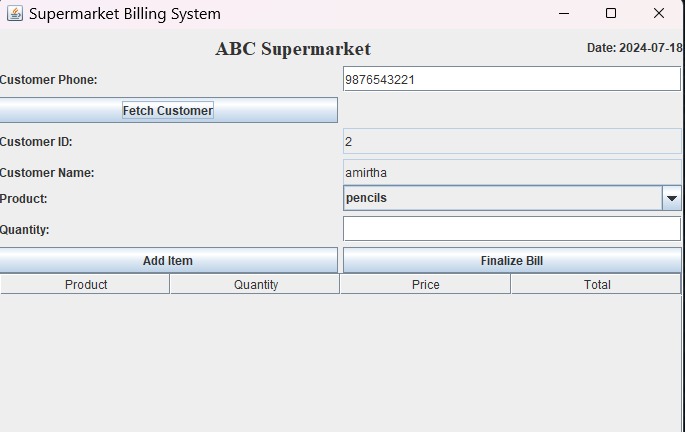 Supermarket Billing System
ABC Supermarket Date: 2024-07-18
Customer Phone: 9876543221
Fetch Customer
Customer ID: 2
Customer Name: amirtha
Product: pencils
Quantity:
Add Item Finalize Bill
Product Quantity Price Total